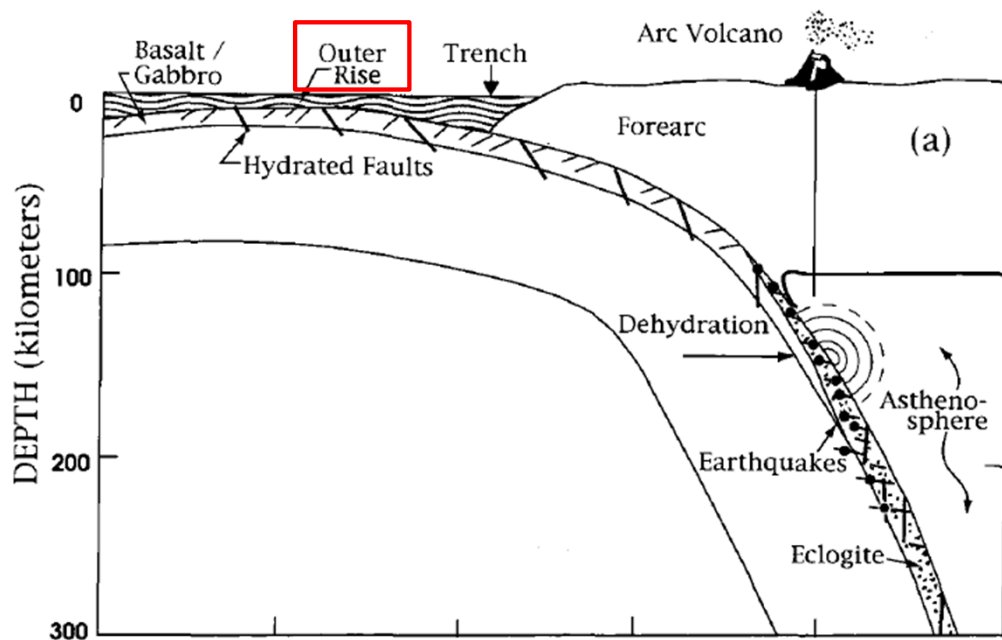 Arc Volcano
Basalt /
Gabbro
Outer
Rise
Trench
0
Forearc
(a)
Hydrated Faults
DEPTH (kilometers)
100
Dehydration
Astheno-
sphere
200
Earthquakes
Eclogite
300